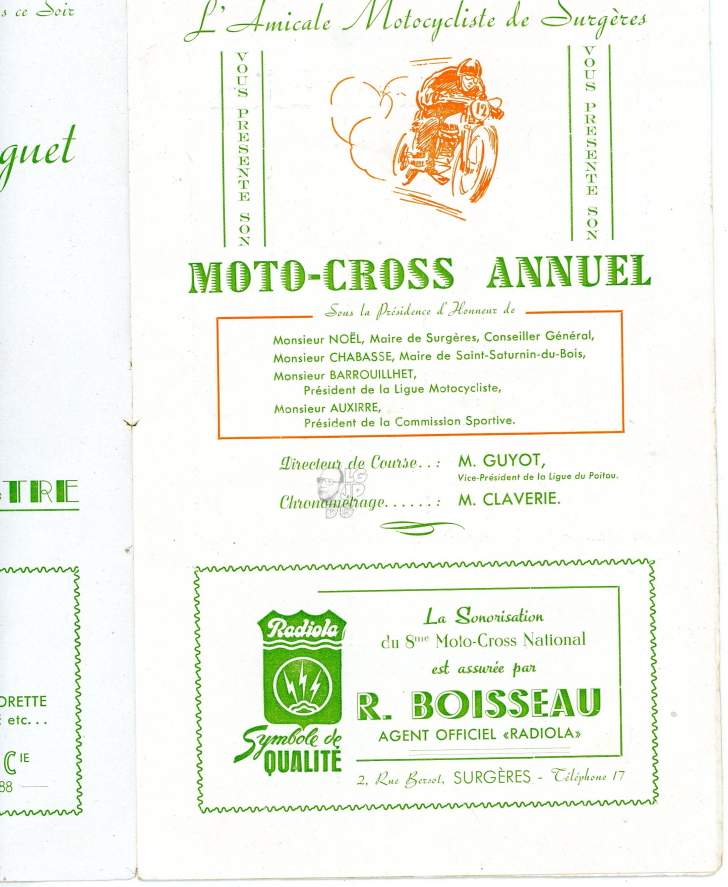 s ce Soir
guet
TRE
ORETTE
etc...
CIE
88
L'Amicale Motocycliste de Surgères
VOUS PRESENTE SON
VOUS PRESENTE SON
12
MOTO-CROSS ANNUEL
Sous la Présidence d'Honneur de
Monsieur NOËL, Maire de Surgères, Conseiller Général,
Monsieur CHABASSE, Maire de Saint-Saturnin-du-Bois,
Monsieur BARROUILLHET,
Président de la Ligue Motocycliste,
Monsieur AUXIRRE,
Président de la Commission Sportive.
Directeur de Course..: M. GUYOT,
Vice-Président de la Ligue du Poitou.
Chronométrage.......: M. CLAVERIE.
Radiola
Symbole de
QUALITÉ
La Sonorisation
du 8me Moto-Cross National
est assurée par
R. BOISSEAU
AGENT OFFICIEL «RADIOLA»
2, Rue Bersot, SURGÈRES - Téléphone 17